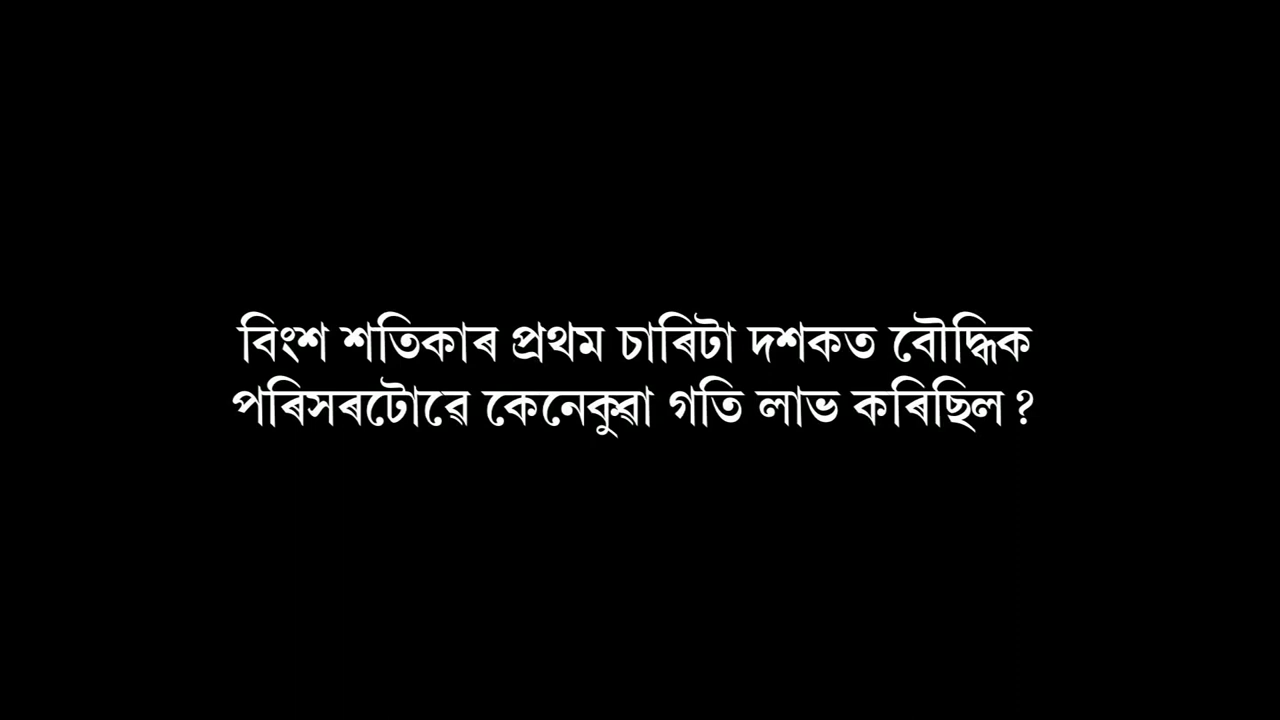 বিংশ শতিকাৰ প্ৰথম চাৰিটা দশকত বৌদ্ধিক
পৰিসৰটোৱে কেনেকুৱা গতি লাভ কৰিছিল ?